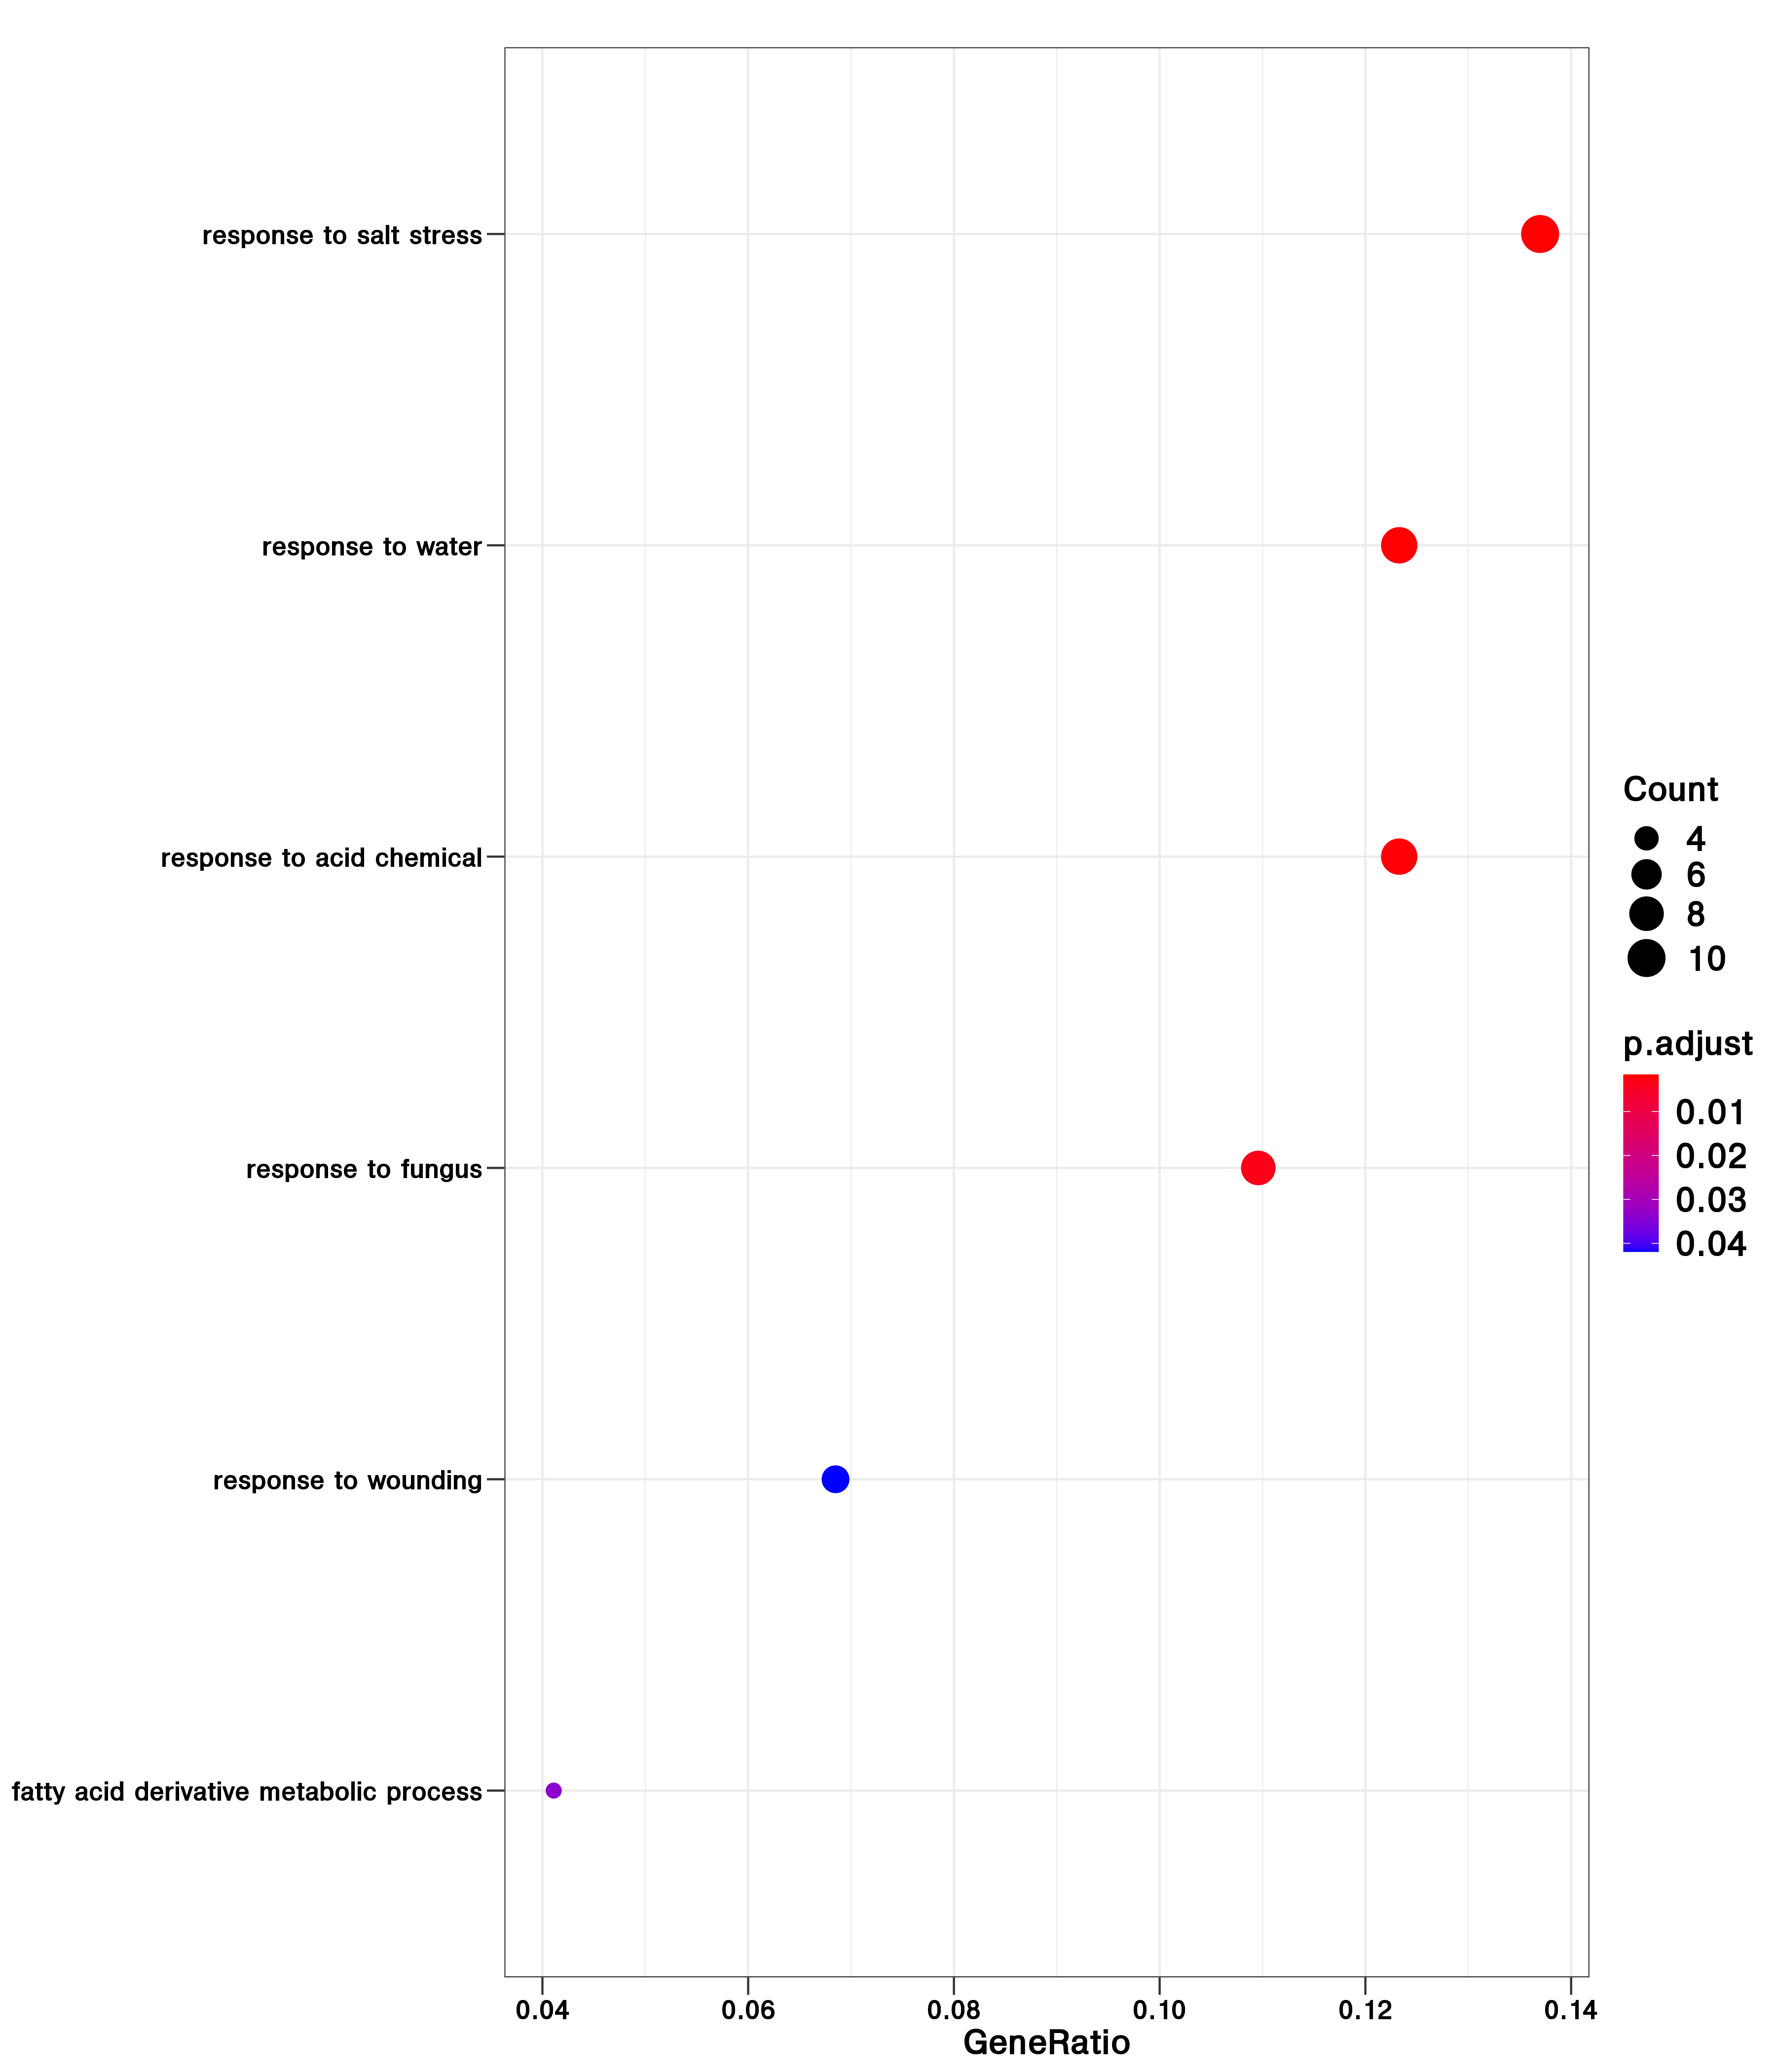 response to salt stress
response to water
response to acid chemical
response to fungus
response to wounding
fatty acid derivative metabolic process
0.04 0.06 0.08 0.10 0.12 0.14
GeneRatio
Count
4
6
8
10
p.adjust
0.01
0.02
0.03
0.04